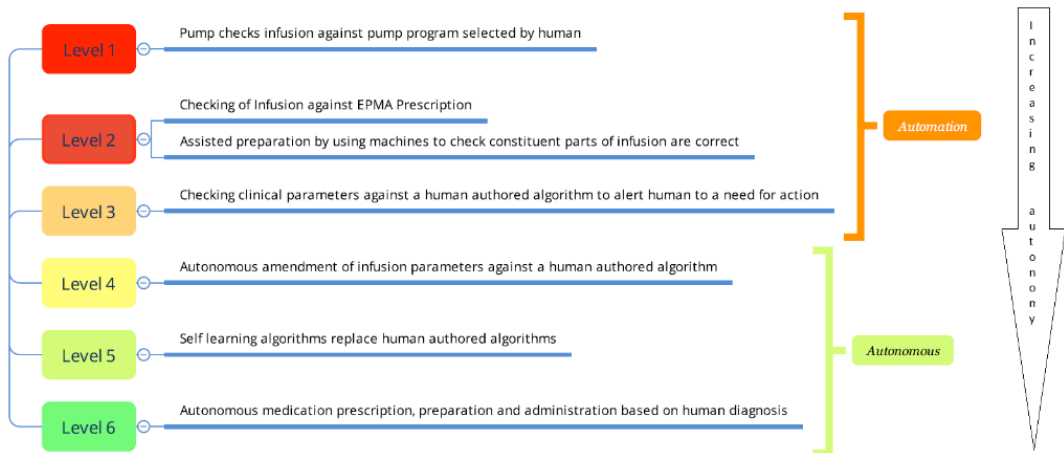 Level 1
Pump checks infusion against pump program selected by human
Level 2
Checking of Infusion against EPMA Prescription
Assisted preparation by using machines to check constituent parts of infusion are correct
Automation
Level 3
Checking clinical parameters against a human authored algorithm to alert human to a need for action
Level 4
Autonomous amendment of infusion parameters against a human authored algorithm
Level 5
Self learning algorithms replace human authored algorithms
Autonomous
Level 6
Autonomous medication prescription, preparation and administration based on human diagnosis
Increasing autonomy